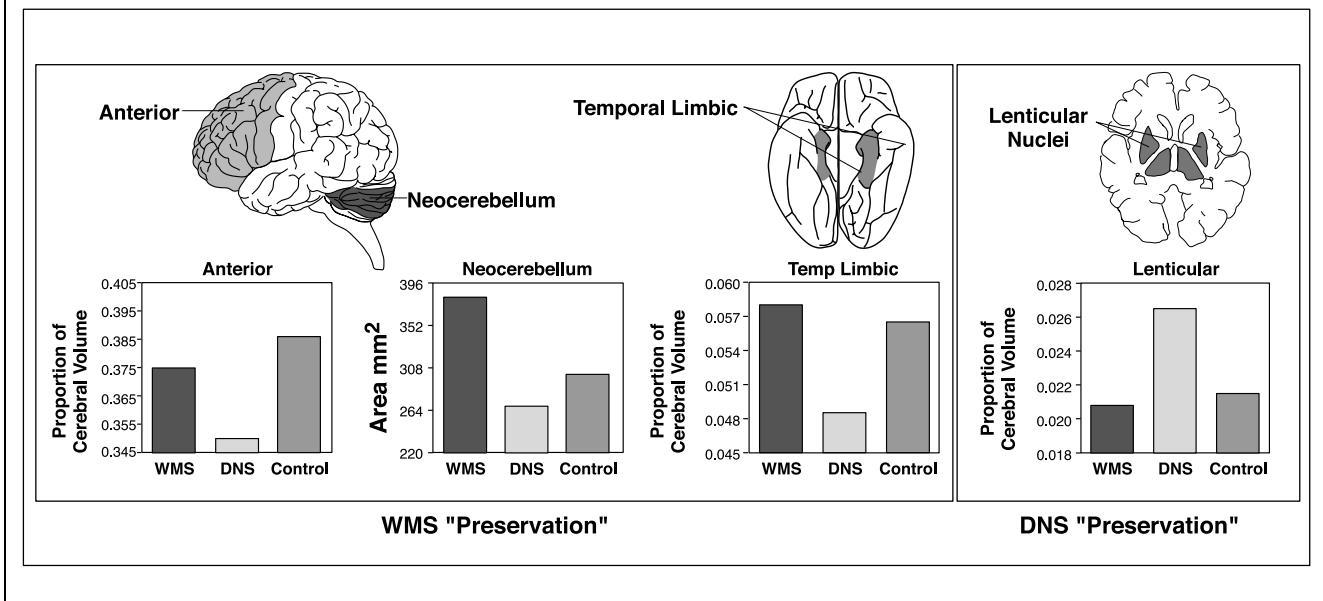 Anterior
Neocerebellum
Temporal Limbic
Lenticular
Nuclei
Anterior
Proportion of
Cerebral Volume
0.405
0.395
0.385
0.375
0.365
0.355
0.345
WMS DNS Control
Neocerebellum
Area mm²
396
352
308
264
220
WMS DNS Control
Temp Limbic
Proportion of
Cerebral Volume
0.060
0.057
0.054
0.051
0.048
0.045
WMS DNS Control
Lenticular
Proportion of
Cerebral Volume
0.028
0.026
0.024
0.022
0.020
0.018
WMS DNS Control
WMS "Preservation"
DNS "Preservation"